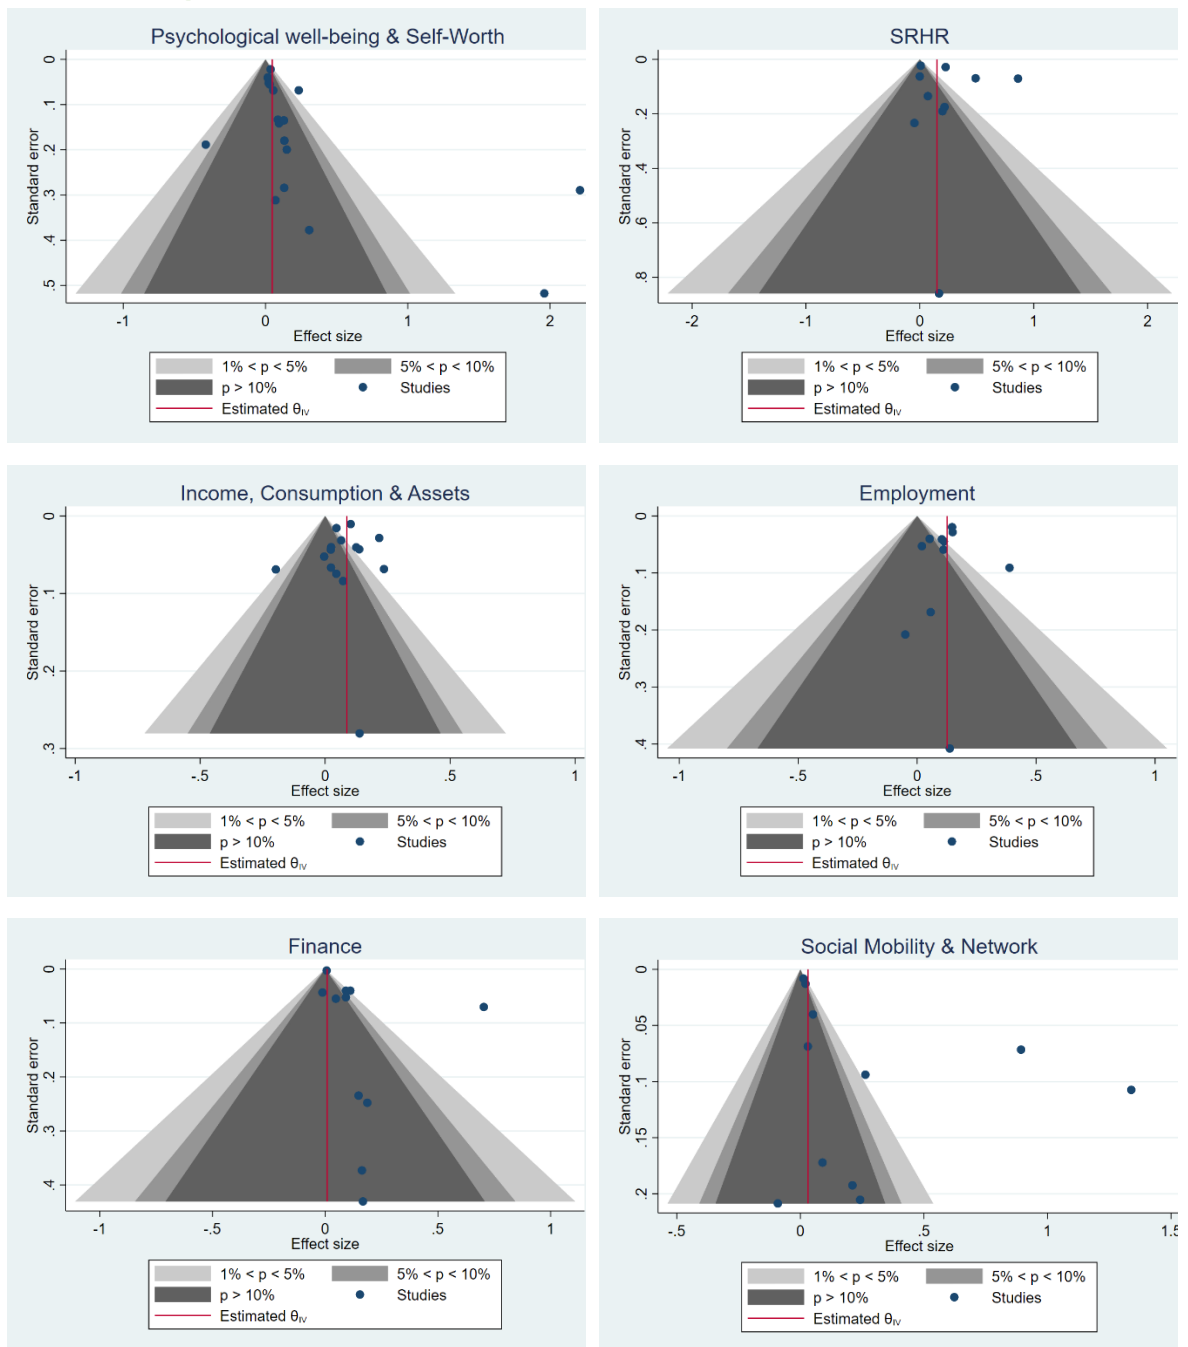 Psychological well-being & Self-Worth
Standard error
0
.1
.2
.3
.4
.5
-1 0 1 2
Effect size
1% < p < 5% 5% < p < 10%
p > 10% Studies
Estimated θIV
SRHR
Standard error
0
.2
.4
.6
.8
-2 -1 0 1 2
Effect size
1% < p < 5% 5% < p < 10%
p > 10% Studies
Estimated θIV
Income, Consumption & Assets
Standard error
0
.1
.2
.3
-1 -.5 0 .5 1
Effect size
1% < p < 5% 5% < p < 10%
p > 10% Studies
Estimated θIV
Employment
Standard error
0
.1
.2
.3
.4
-1 -.5 0 .5 1
Effect size
1% < p < 5% 5% < p < 10%
p > 10% Studies
Estimated θIV
Finance
Standard error
0
.1
.2
.3
.4
-1 -.5 0 .5 1
Effect size
1% < p < 5% 5% < p < 10%
p > 10% Studies
Estimated θIV
Social Mobility & Network
Standard error
0
.05
.1
.15
.2
-.5 0 .5 1 1.5
Effect size
1% < p < 5% 5% < p < 10%
p > 10% Studies
Estimated θIV